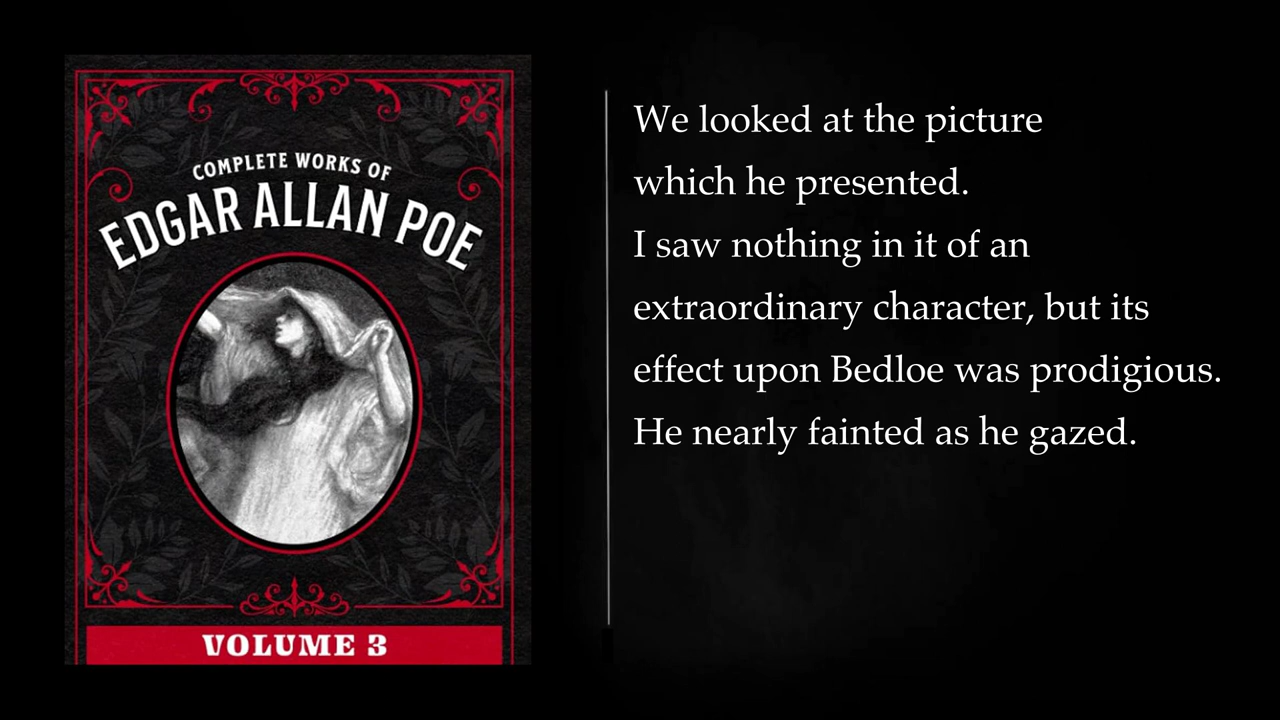 COMPLETE WORKS OF
EDGAR ALLAN POE
VOLUME 3
We looked at the picture
which he presented.
I saw nothing in it of an
extraordinary character, but its
effect upon Bedloe was prodigious.
He nearly fainted as he gazed.